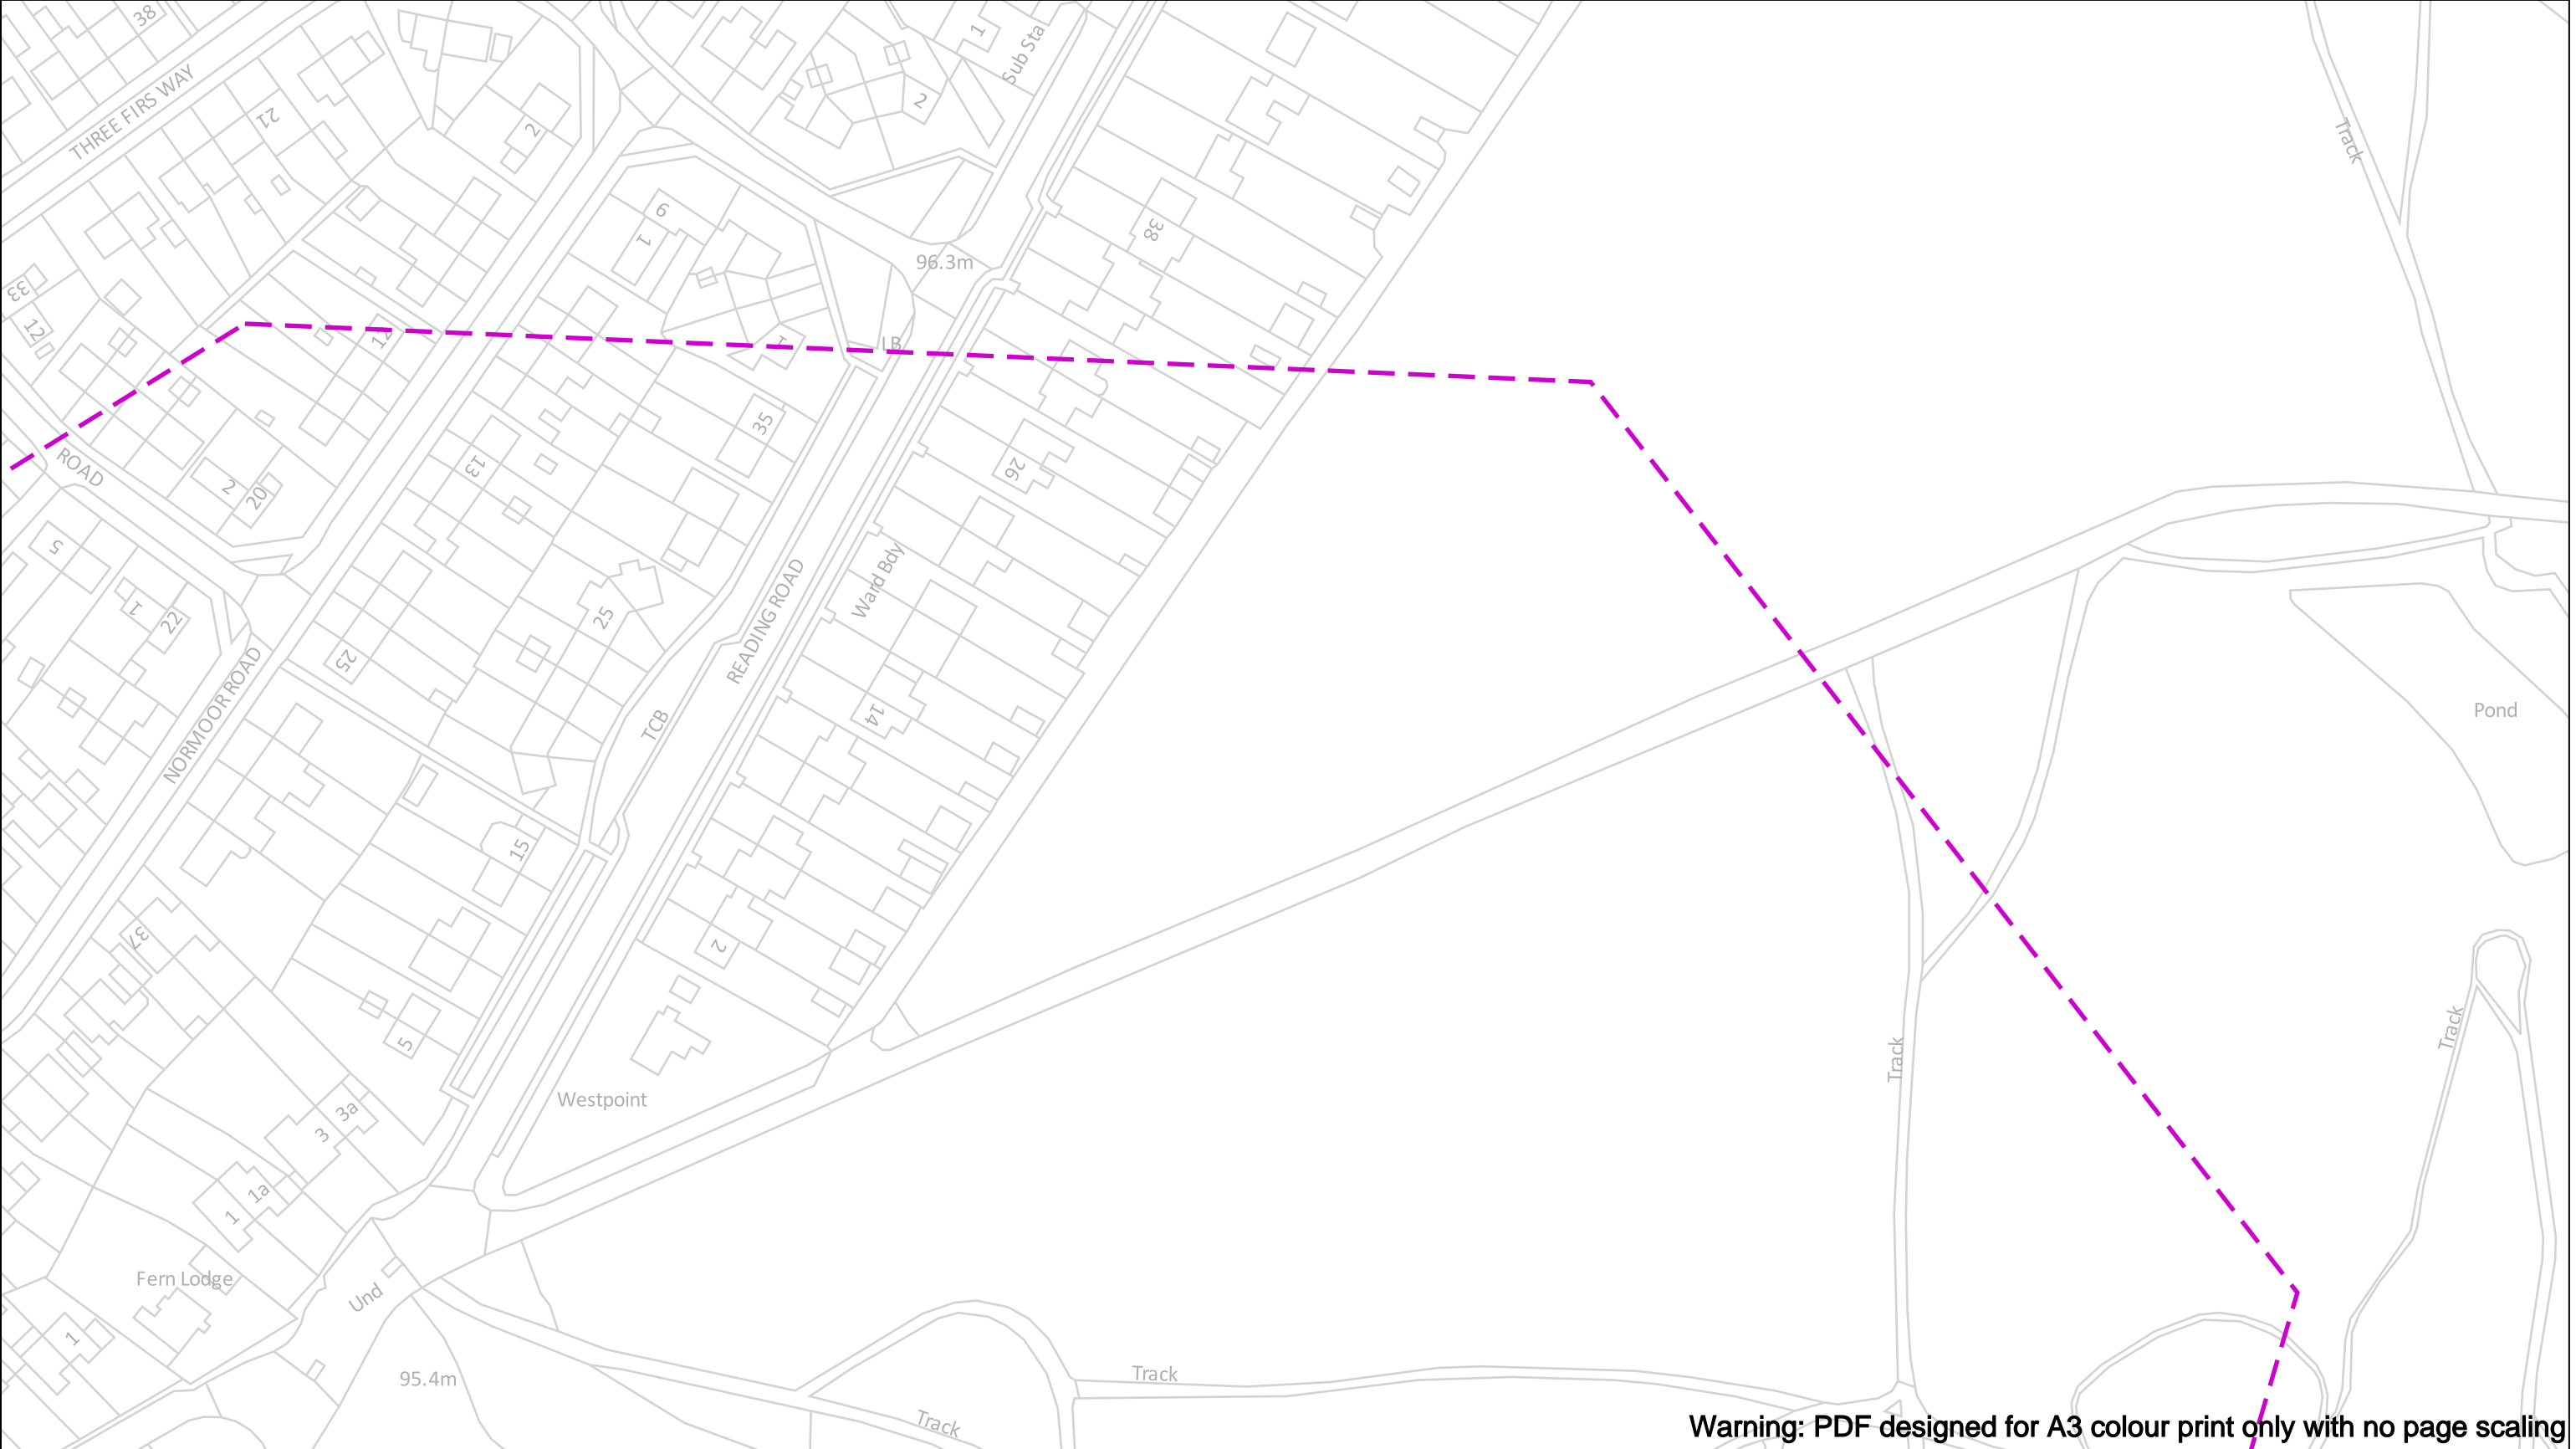 38
THREE FIRS WAY
21
2
1
Sub Sta
2
Track
9
1
38
96.3m
33
12
12
1
LB
35
13
26
ROAD
2
20
5
1
22
25
25
READING ROAD
Ward Bdy
NORMOOR ROAD
TCB
14
Pond
15
37
2
5
Track
Track
3a
3
Westpoint
1a
1
Fern Lodge
Und
1
95.4m
Track
Track
Warning: PDF designed for A3 colour print only with no page scaling